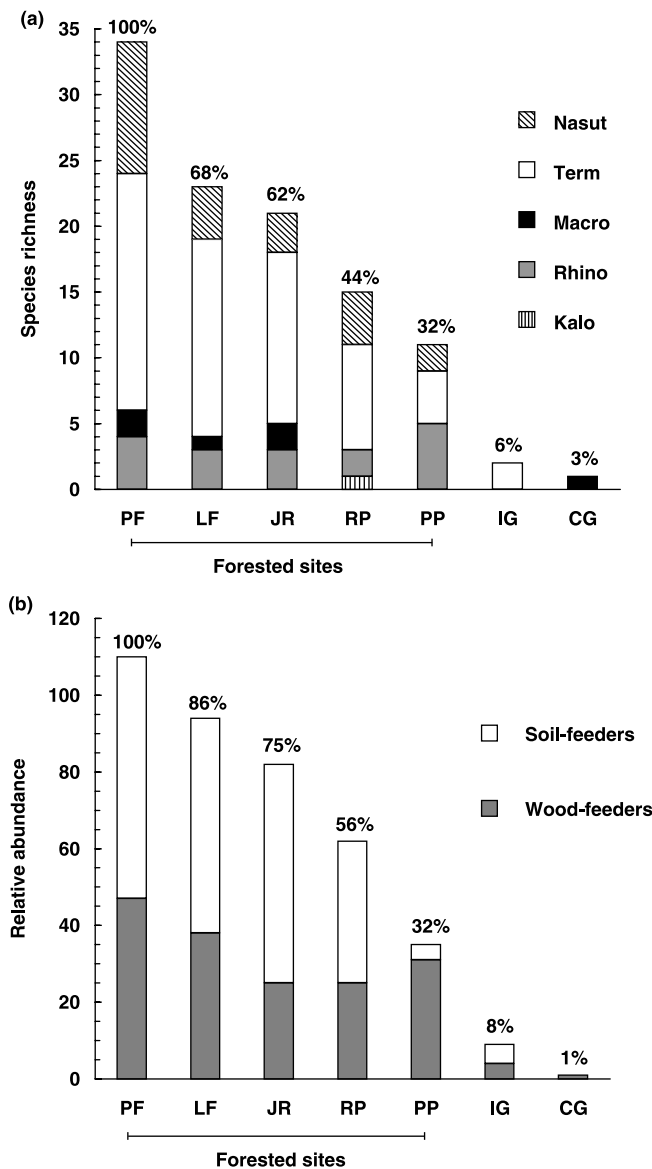 (a)
100%
68%
62%
44%
32%
6%
3%
35
30
25
20
15
10
5
0
Species richness
Nasut
Term
Macro
Rhino
Kalo
PF LF JR RP PP IG CG
Forested sites
(b)
100%
86%
75%
56%
32%
8%
1%
120
100
80
60
40
20
0
Relative abundance
Soil-feeders
Wood-feeders
PF LF JR RP PP IG CG
Forested sites